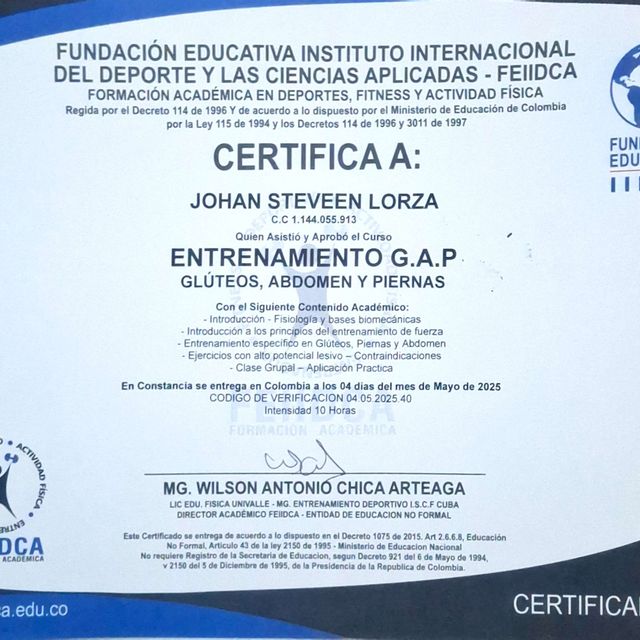 FUNDACIÓN EDUCATIVA INSTITUTO INTERNACIONAL
DEL DEPORTE Y LAS CIENCIAS APLICADAS - FEIIDCA
FORMACIÓN ACADÉMICA EN DEPORTES, FITNESS Y ACTIVIDAD FÍSICA
Regida por el Decreto 114 de 1996 Y de acuerdo a lo dispuesto por el Ministerio de Educación de Colombia
por la Ley 115 de 1994 y los Decretos 114 de 1996 y 3011 de 1997
FUN
EDU
CERTIFICA A:
JOHAN STEVEEN LORZA
C.C 1.144.055.913
Quien Asistió y Aprobó el Curso
ENTRENAMIENTO G.A.P
GLÚTEOS, ABDOMEN Y PIERNAS
Con el Siguiente Contenido Académico:
- Introducción - Fisiología y bases biomecánicas
- Introducción a los principios del entrenamiento de fuerza
- Entrenamiento específico en Glúteos, Piernas y Abdomen
- Ejercicios con alto potencial lesivo – Contraindicaciones
- Clase Grupal – Aplicación Practica
En Constancia se entrega en Colombia a los 04 días del mes de Mayo de 2025
CODIGO DE VERIFICACION 04.05.2025.40
Intensidad 10 Horas
FEIIDCA
FORMACIÓN ACADÉMICA
MG. WILSON ANTONIO CHICA ARTEAGA
LIC EDU. FISICA UNIVALLE - MG. ENTRENAMIENTO DEPORTIVO I.S.C.F CUBA
DIRECTOR ACADÉMICO FEIIDCA - ENTIDAD DE EDUCACION NO FORMAL
ACTIVIDAD FÍSICA
IIDCA
ACADÉMICA
Este Certificado se entrega de acuerdo a lo dispuesto en el Decreto 1075 de 2015. Art 2.6.6.8, Educación
No Formal, Articulo 43 de la ley 2150 de 1995 - Ministerio de Educacion Nacional
No requiere Registro de la Secretaria de Educacion, segun Decreto 921 del 6 de Mayo de 1994,
y 2150 del 5 de Diciembre de 1995, de la Presidencia de la Republica de Colombia.
ca.edu.co
CERTIFICA